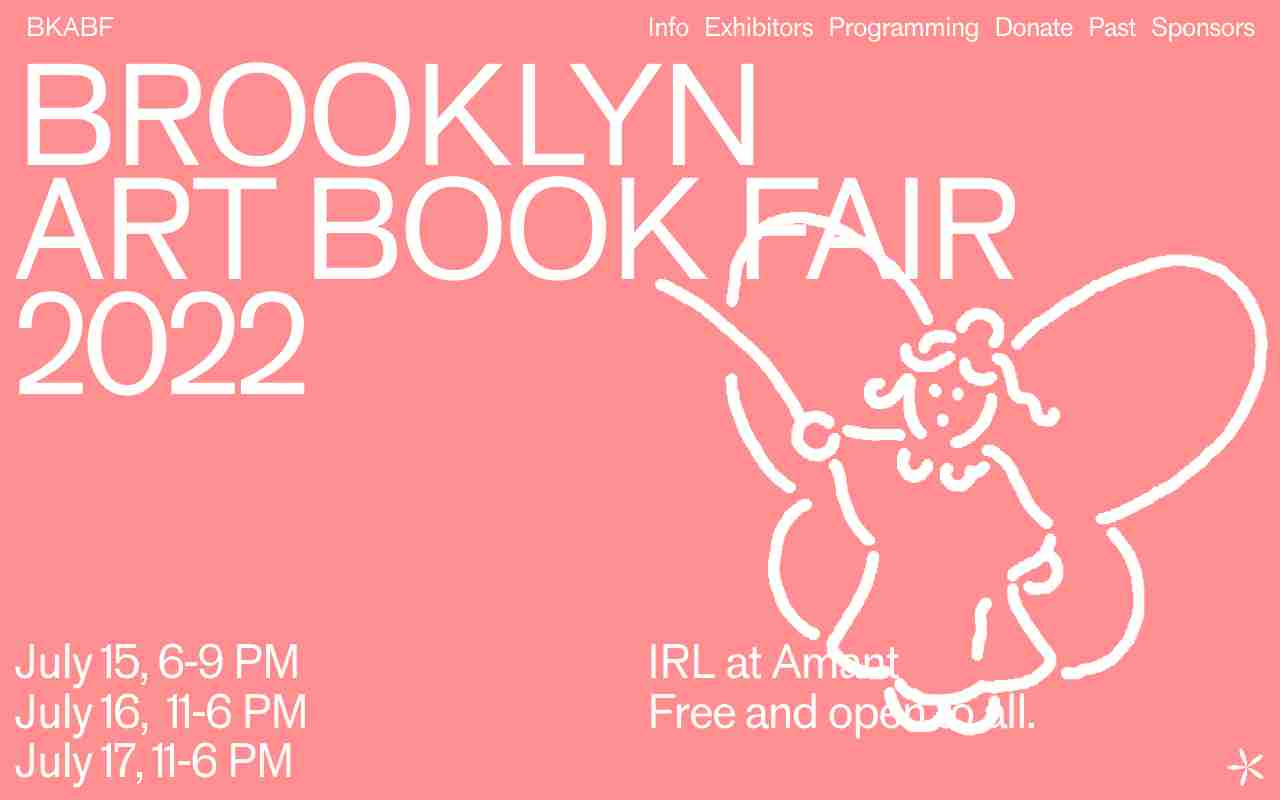 BKABF
Info Exhibitors Programming Donate Past Sponsors
BROOKLYN
ART BOOK FAIR
2022
July 15, 6-9 PM
July 16, 11-6 PM
July 17, 11-6 PM
IRL at Amant
Free and open to all.